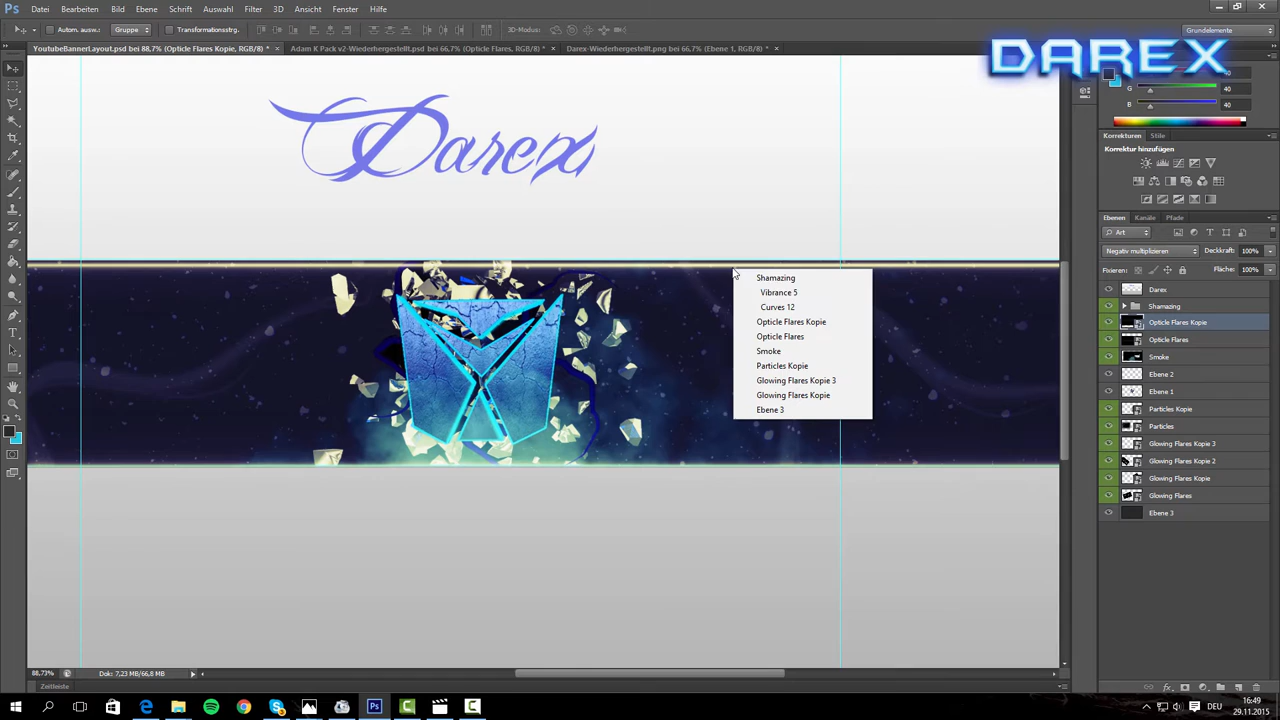 Ps Datei Bearbeiten Bild Ebene Schrift Auswahl Filter 3D Ansicht Fenster Hilfe
Autom. ausw.: Gruppe Transformationsstrg. 3D-Modus: Grundelemente
YoutubeBannerLayout.psd bei 88,7% (Opticle Flares Kopie, RGB/8) * × Adam K Pack v2-Wiederhergestellt.psd bei 66,7% (Opticle Flares, RGB/8) * × Darex-Wiederhergestellt.png bei 66,7% (Ebene 1, RGB/8) * ×
DAREX
40
G 40
B 40
Darex
Korrekturen Stile
Korrektur hinzufügen
Ebenen Kanäle Pfade
Art
Negativ multiplizieren Deckkraft: 100%
Fixieren: Fläche: 100%
Darex
Shamazing
Opticle Flares Kopie
Opticle Flares
Smoke
Ebene 2
Ebene 1
Particles Kopie
Particles
Glowing Flares Kopie 3
Glowing Flares Kopie 2
Glowing Flares Kopie
Glowing Flares
Ebene 3
Shamazing
Vibrance 5
Curves 12
Opticle Flares Kopie
Opticle Flares
Smoke
Particles Kopie
Glowing Flares Kopie 3
Glowing Flares Kopie
Ebene 3
88,73% Dok: 7,23 MB/66,8 MB
Zeitleiste
DEU
16:49
29.11.2015